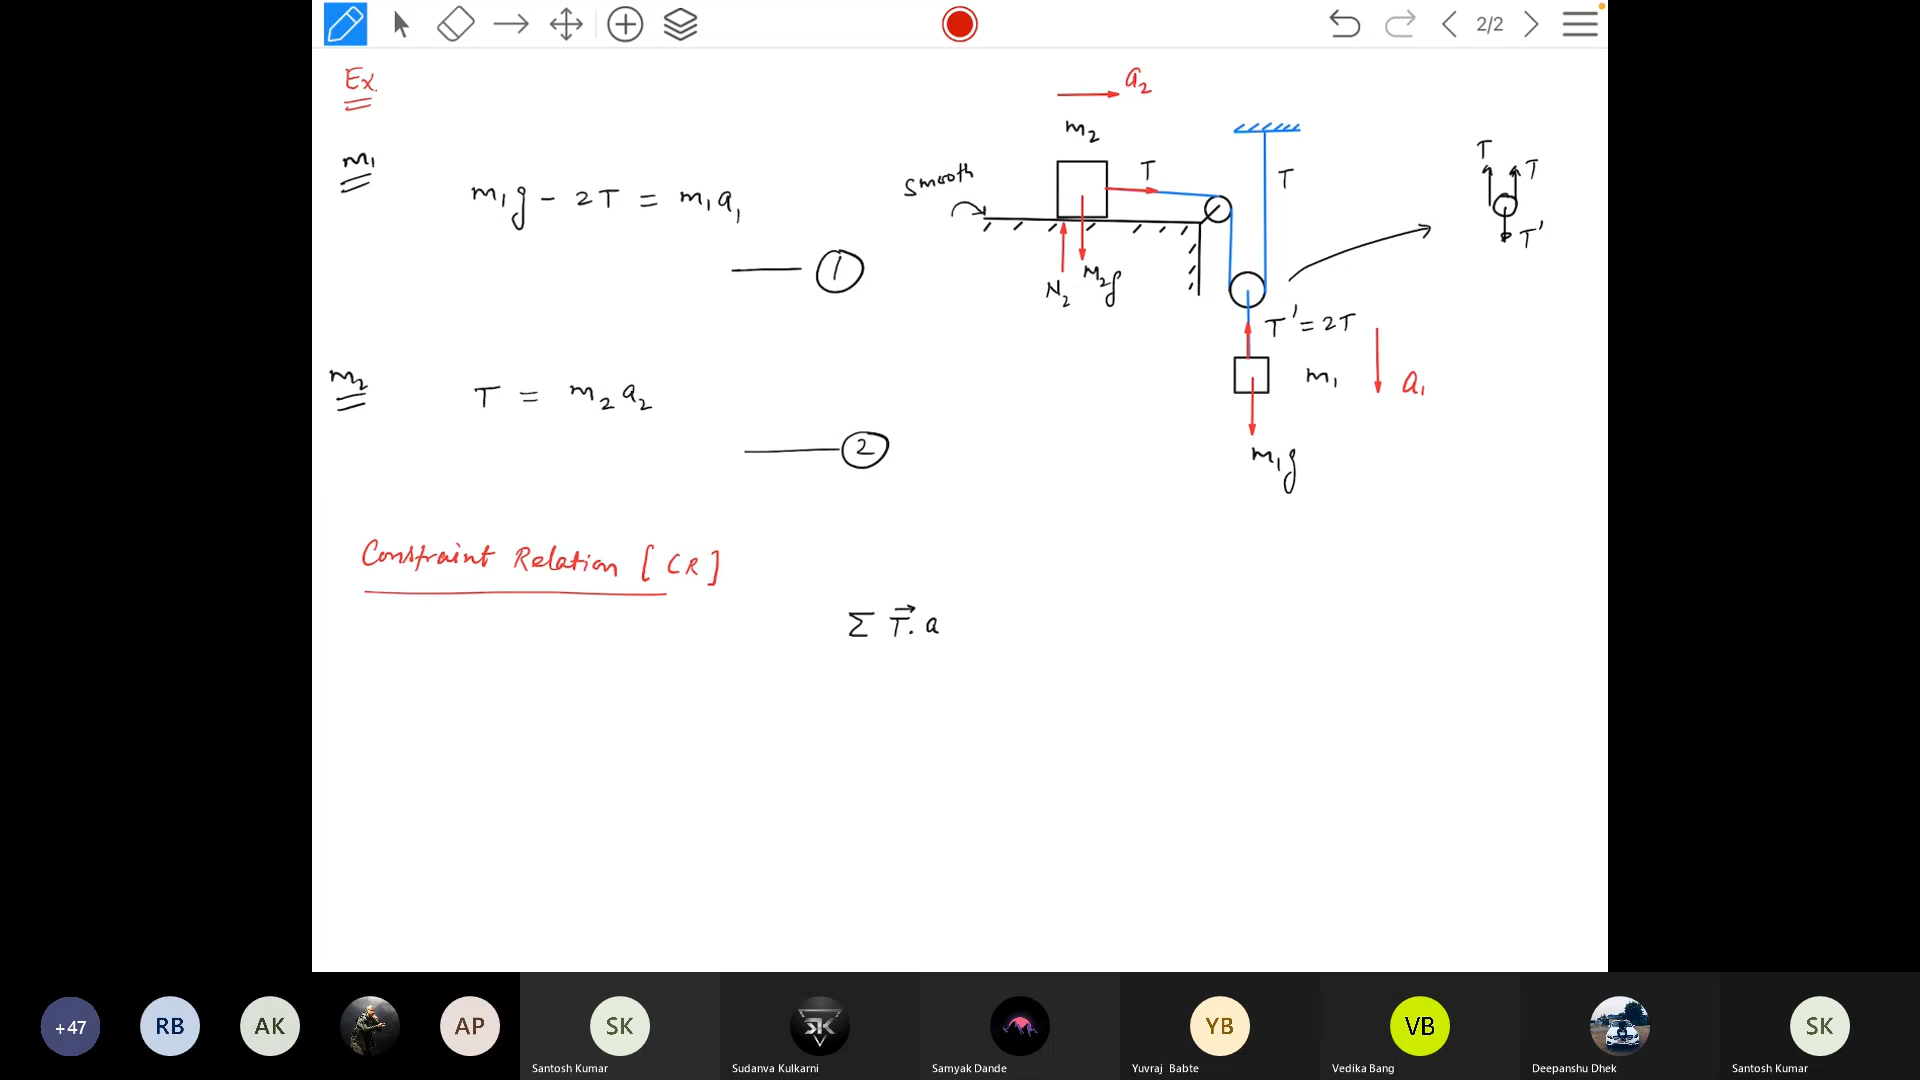 2/2
Ex.
a₂
m₂
m₁
m₁g - 2T = m₁a₁
Smooth
T
T
T
T
T'
①
N₂
m₂g
T' = 2T
m₁
a₁
m₂
T = m₂a₂
②
m₁g
Constraint Relation [CR]
Σ T⃗. a
+47
RB
AK
AP
SK
SK
YB
VB
SK
Santosh Kumar
Sudanva Kulkarni
Samyak Dande
Yuvraj Babte
Vedika Bang
Deepanshu Dhek
Santosh Kumar